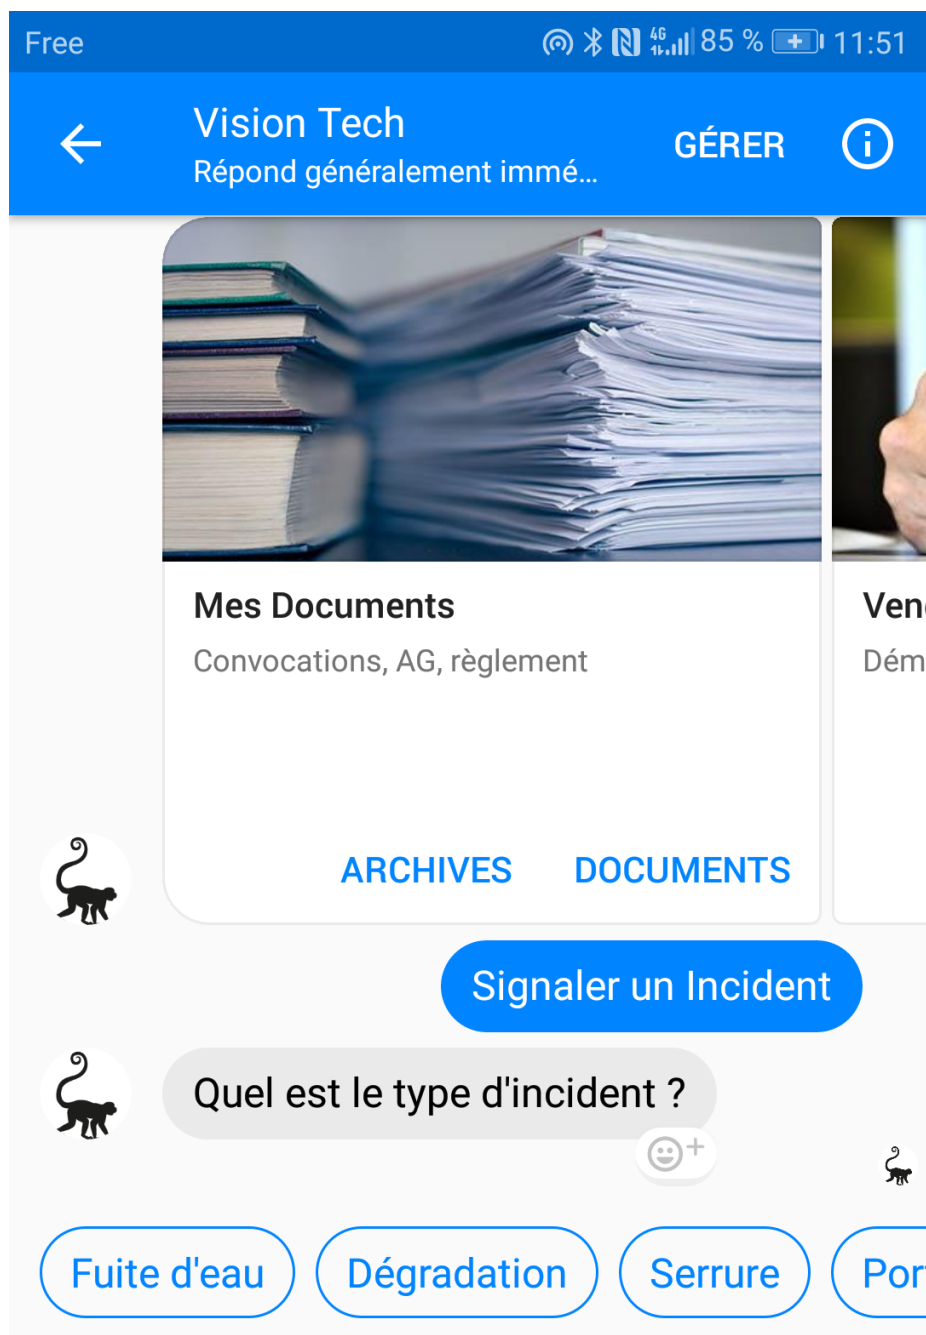 Free 4G 85 % 11:51
Vision Tech
Répond généralement immé...
GÉRER
Mes Documents
Convocations, AG, règlement
ARCHIVES DOCUMENTS
Signaler un Incident
Quel est le type d'incident ?
Fuite d'eau Dégradation Serrure